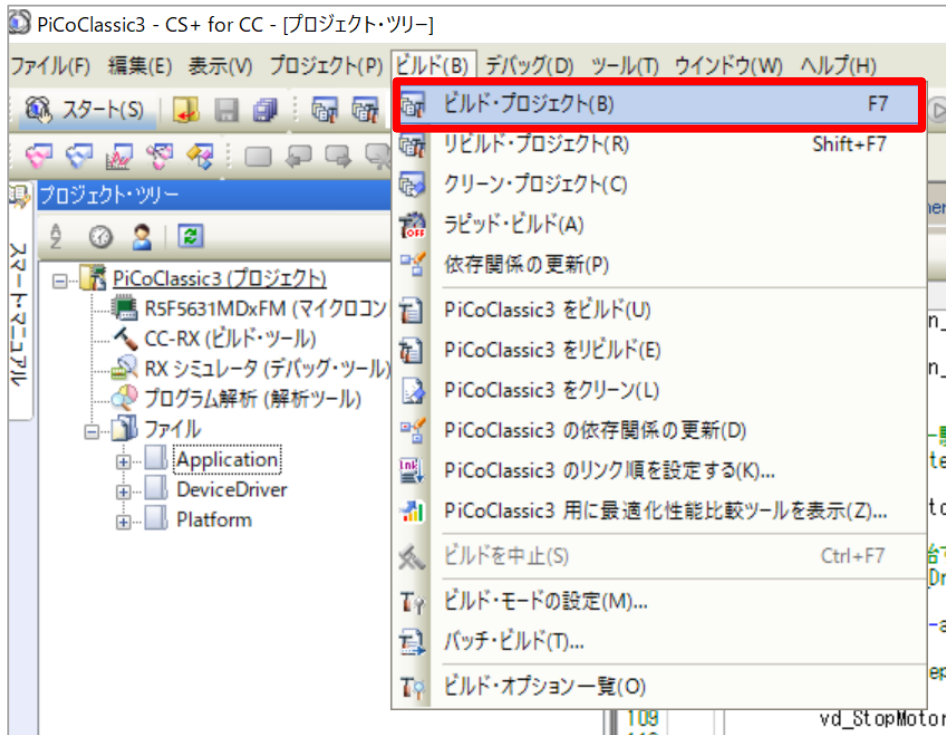 PiCoClassic3 - CS+ for CC - [プロジェクト・ツリー]
ファイル(F) 編集(E) 表示(V) プロジェクト(P) ビルド(B) デバッグ(D) ツール(T) ウインドウ(W) ヘルプ(H)
スタート(S)
ビルド・プロジェクト(B) F7
リビルド・プロジェクト(R) Shift+F7
クリーン・プロジェクト(C)
ラピッド・ビルド(A)
依存関係の更新(P)
PiCoClassic3 をビルド(U)
PiCoClassic3 をリビルド(E)
PiCoClassic3 をクリーン(L)
PiCoClassic3 の依存関係の更新(D)
PiCoClassic3 のリンク順を設定する(K)...
PiCoClassic3 用に最適化性能比較ツールを表示(Z)...
ビルドを中止(S) Ctrl+F7
ビルド・モードの設定(M)...
バッチ・ビルド(T)...
ビルド・オプション一覧(O)
スマート・マニュアル
プロジェクト・ツリー
PiCoClassic3 (プロジェクト)
R5F5631MDxFM (マイクロコン
CC-RX (ビルド・ツール)
RX シミュレータ (デバッグ・ツール)
プログラム解析 (解析ツール)
ファイル
Application
DeviceDriver
Platform
109 vd_StopMotor